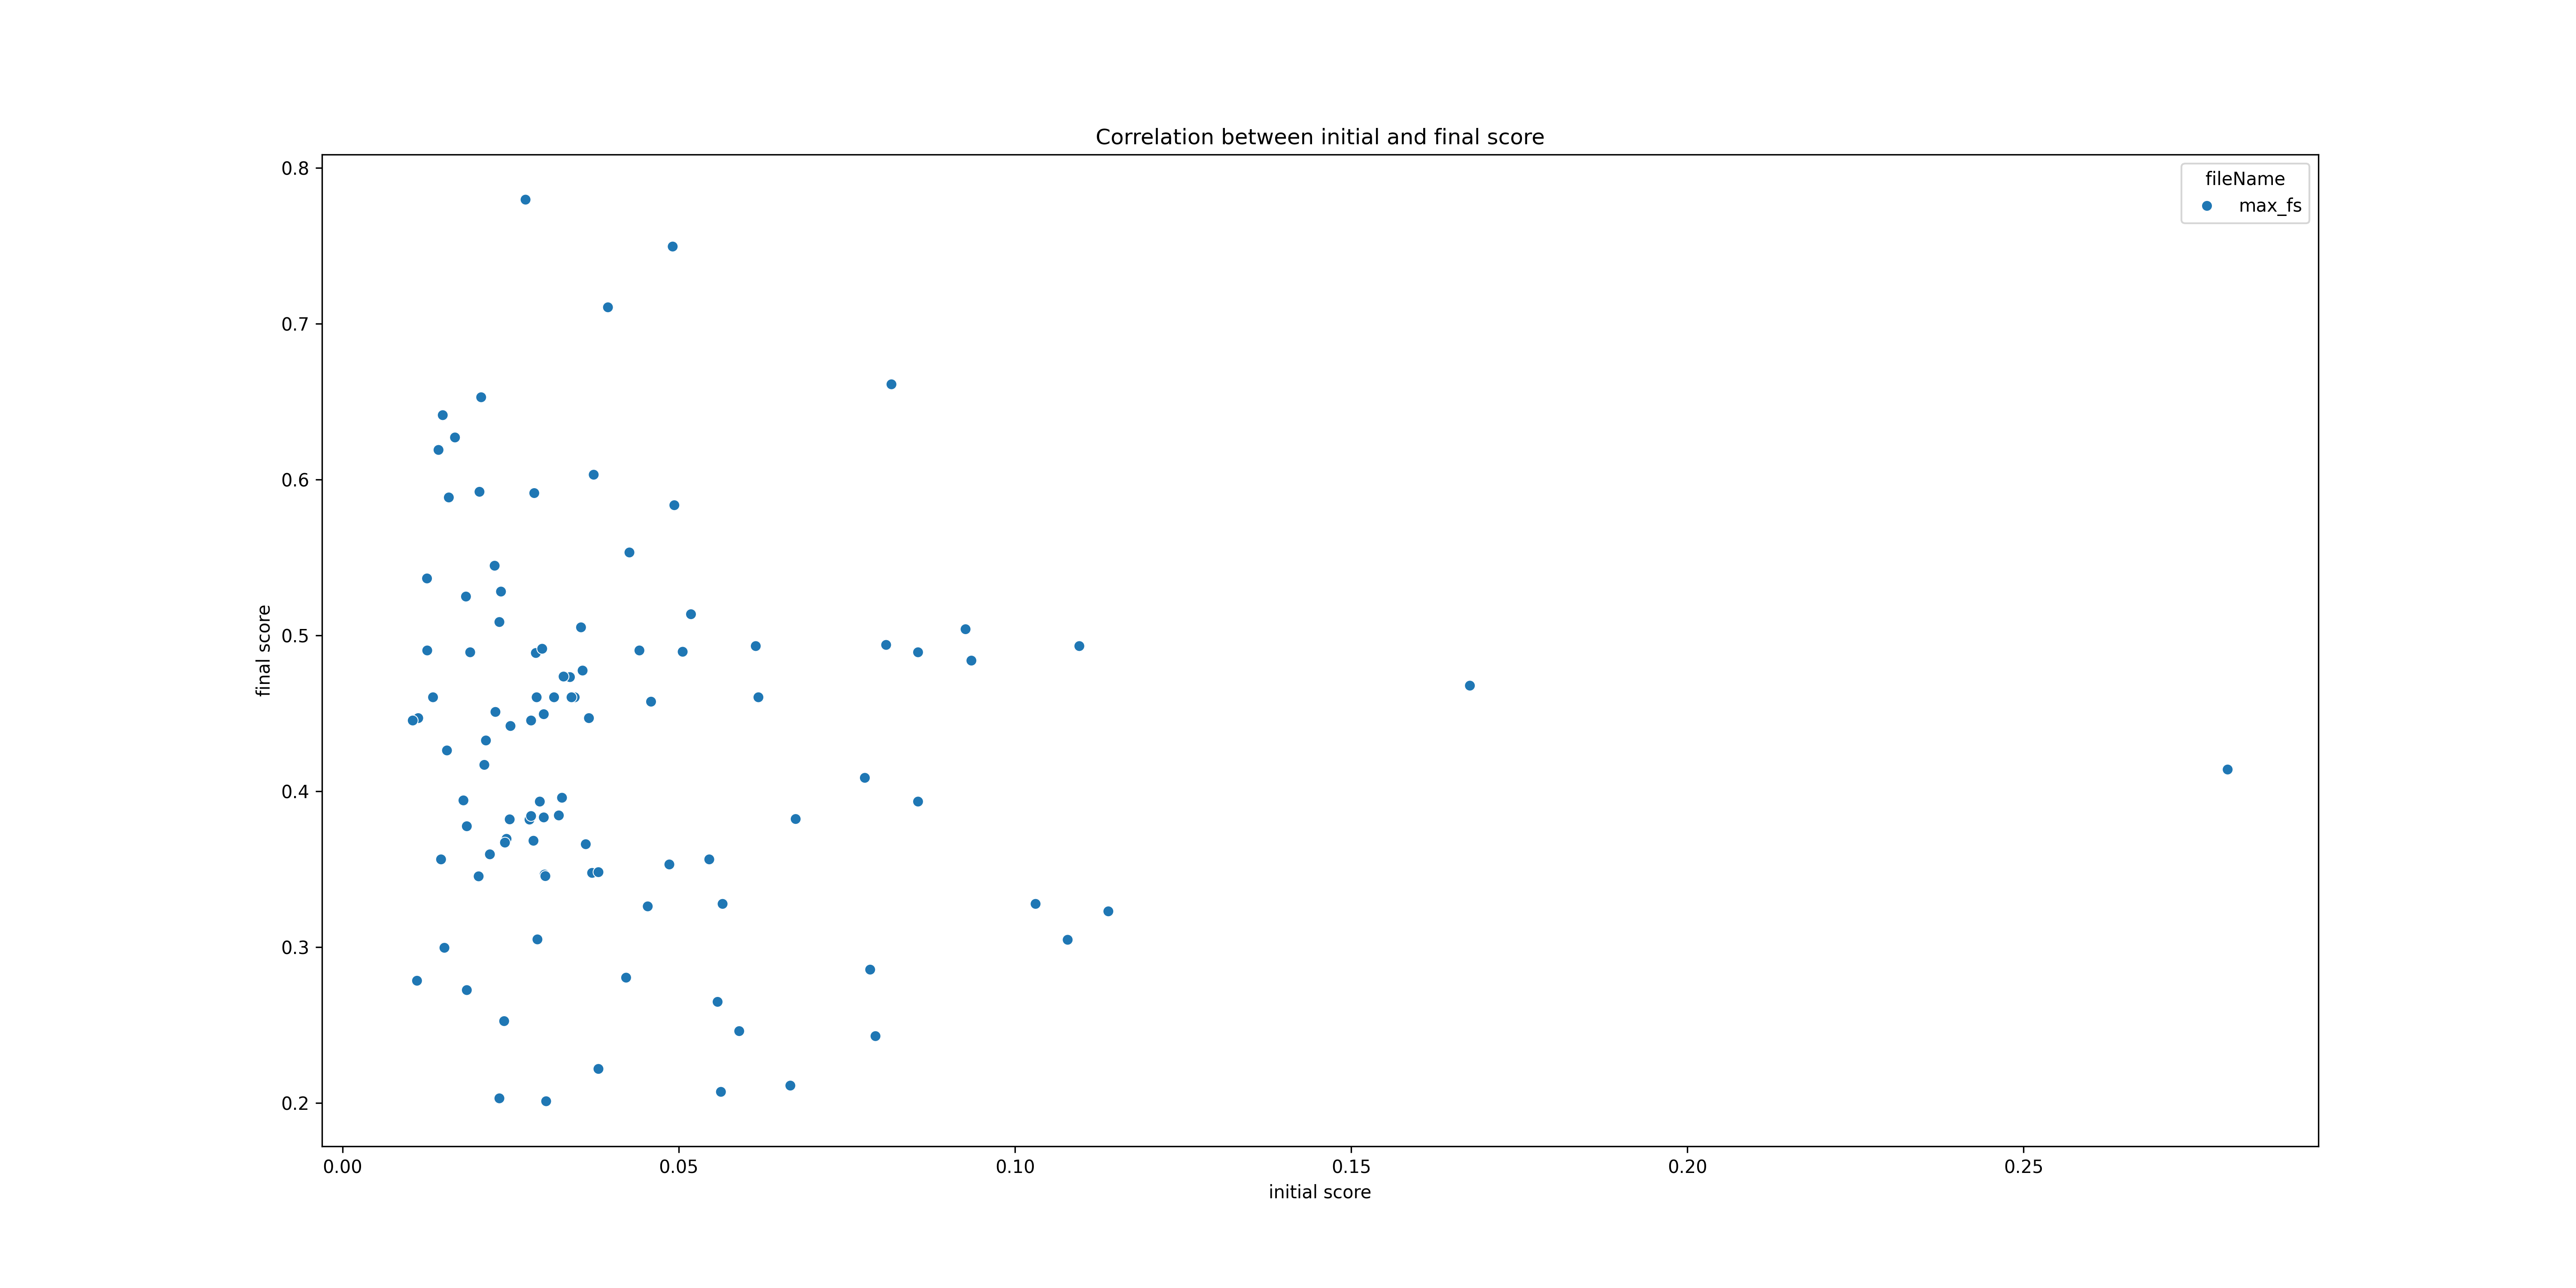 Correlation between initial and final score
fileName
max_fs
0.8
0.7
0.6
0.5
0.4
0.3
0.2
final score
0.00 0.05 0.10 0.15 0.20 0.25
initial score